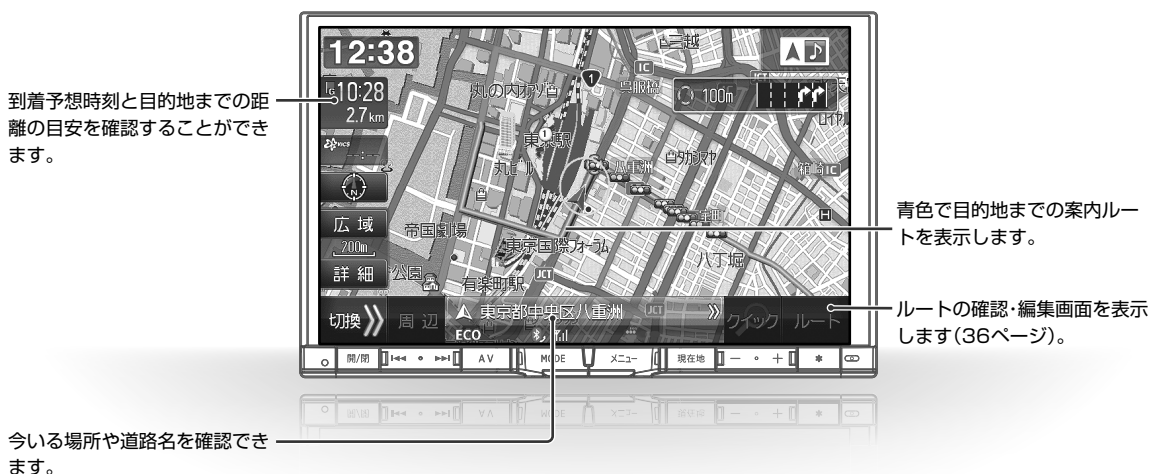 到着予想時刻と目的地までの距
離の目安を確認することができ
ます。
青色で目的地までの案内ルー
トを表示します。
ルートの確認・編集画面を表示
します(36ページ)。
今いる場所や道路名を確認でき
ます。
12:38
10:28
2.7km
VICS
--:--
N
広域
200m
詳細
三越
IC
呉服橋
1
丸の内オアゾ
100m
東京駅
1
丸ビル
八重洲
タカシマヤ
箱崎IC
H
宝町
帝国劇場
東京国際フォーラム
八丁堀
JCT
公園
有楽町駅
切換
周辺
東京都中央区八重洲
JCT
クイック
ルート
ECO
開/閉
AV
MODE
メニュー
現在地
− + ✱